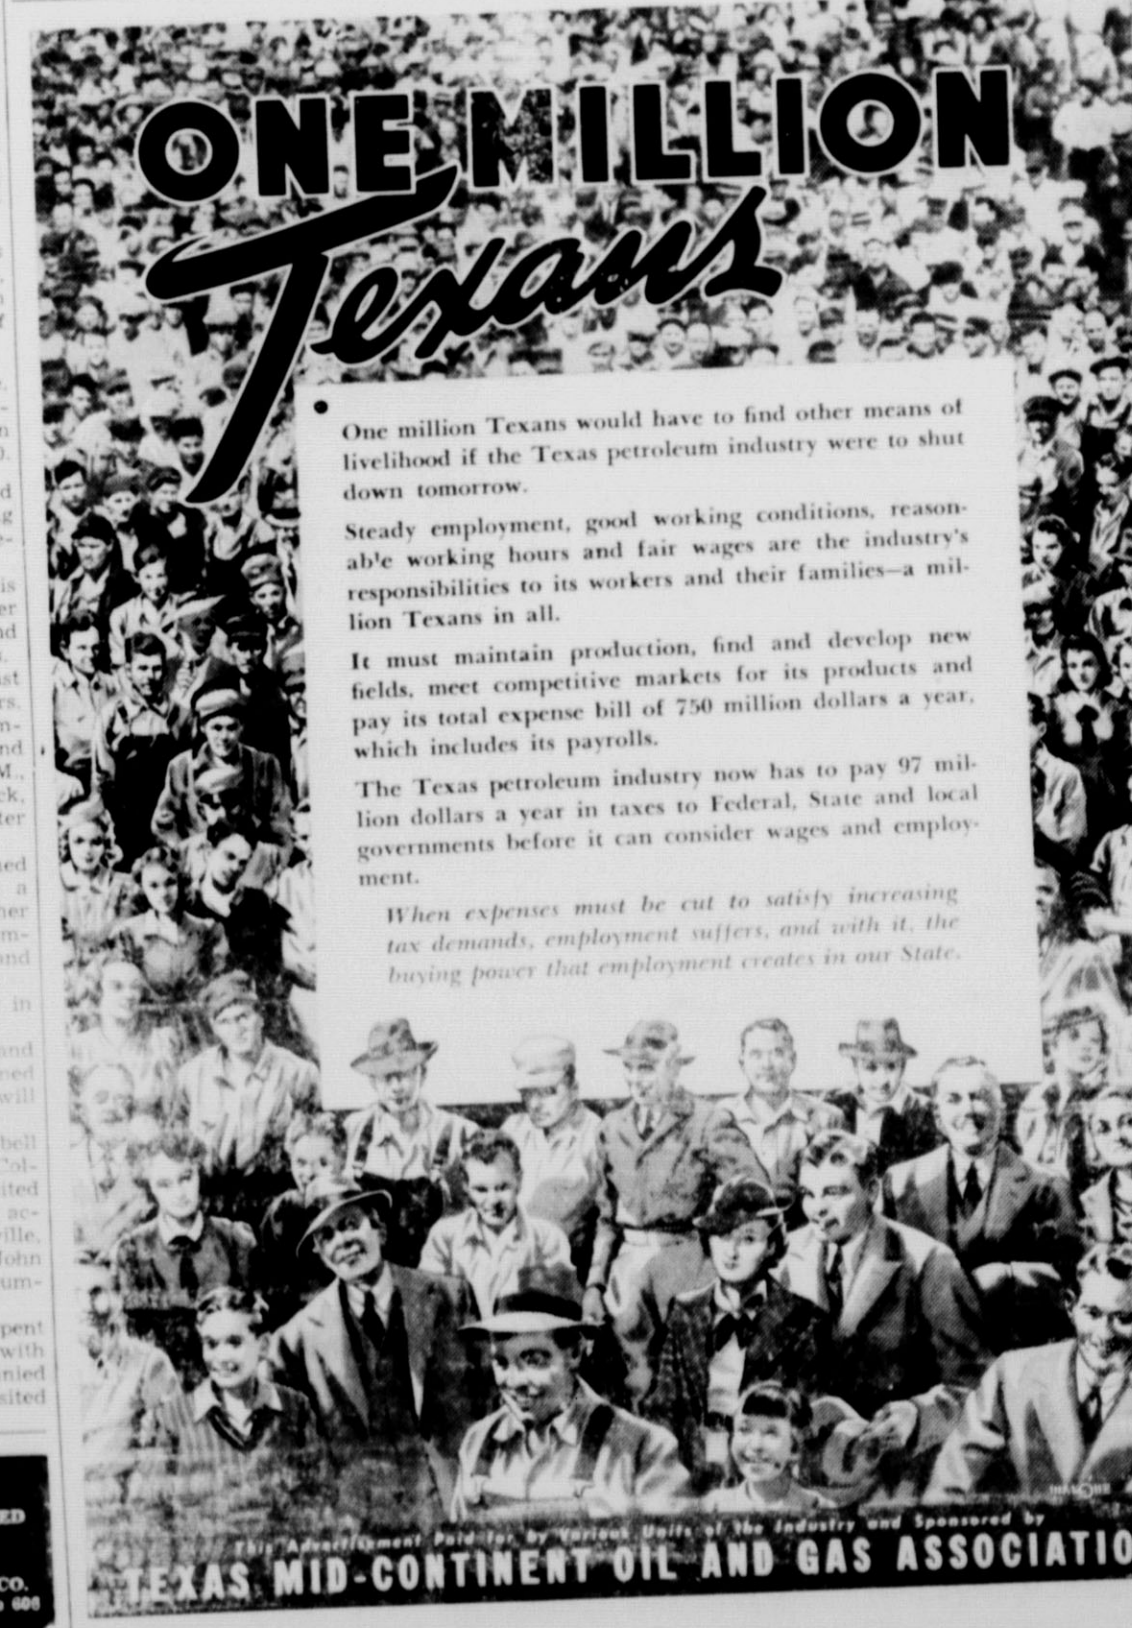 ONE MILLION
Texans
One million Texans would have to find other means of
livelihood if the Texas petroleum industry were to shut
down tomorrow.
Steady employment, good working conditions, reason-
able working hours and fair wages are the industry's
responsibilities to its workers and their families—a mil-
lion Texans in all.
It must maintain production, find and develop new
fields, meet competitive markets for its products and
pay its total expense bill of 750 million dollars a year,
which includes its payrolls.
The Texas petroleum industry now has to pay 97 mil-
lion dollars a year in taxes to Federal, State and local
governments before it can consider wages and employ-
ment.
When expenses must be cut to satisfy increasing
tax demands, employment suffers, and with it, the
buying power that employment creates in our State.
This Advertisement Paid for by Various Units of the Industry and Sponsored by
TEXAS MID-CONTINENT OIL AND GAS ASSOCIATIO
CO.
606